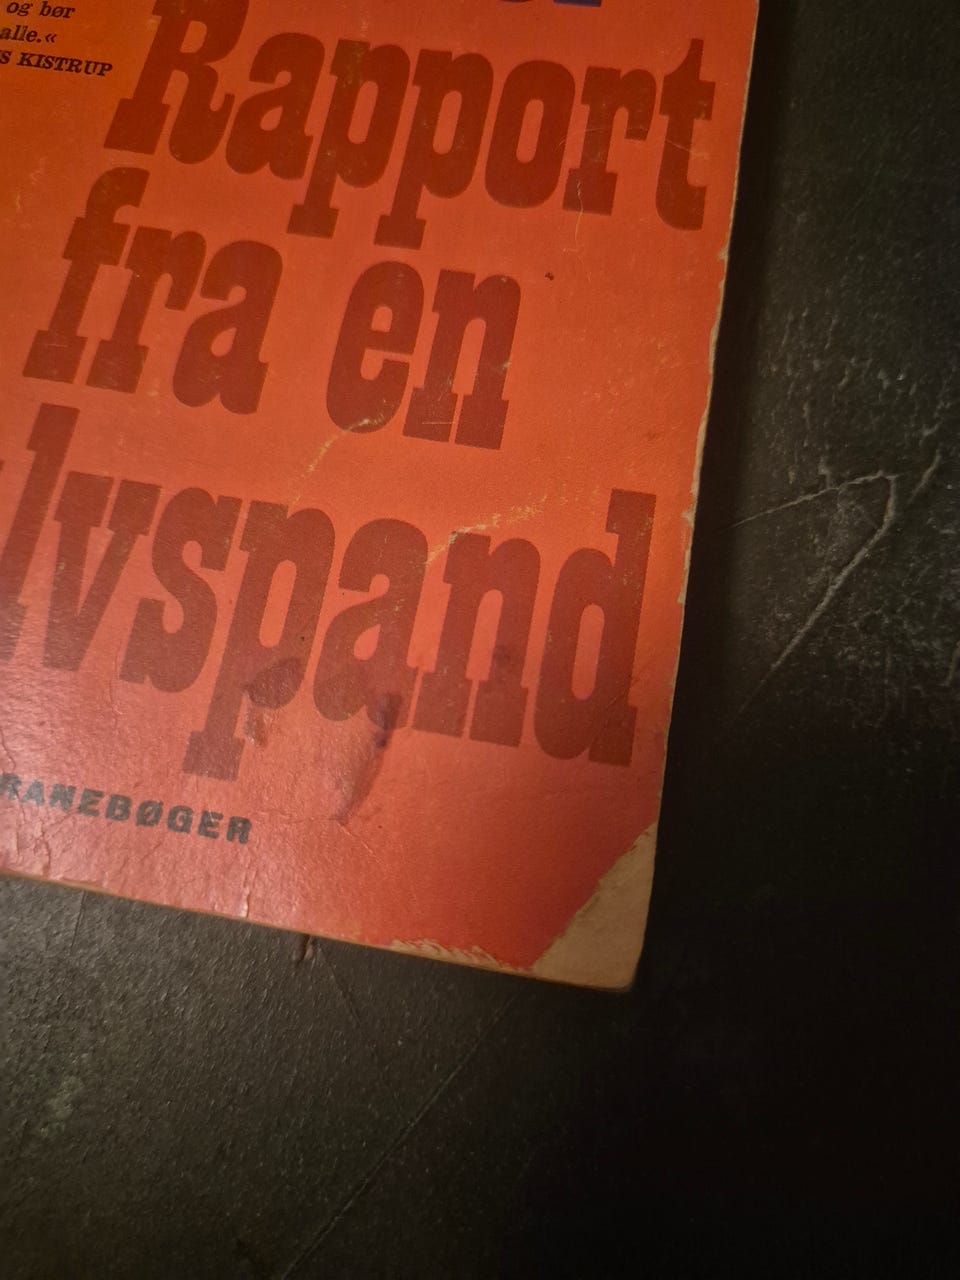 og bør
alle.«
KISTRUP
Rapport
fra en
lvspand
RANEBØGER